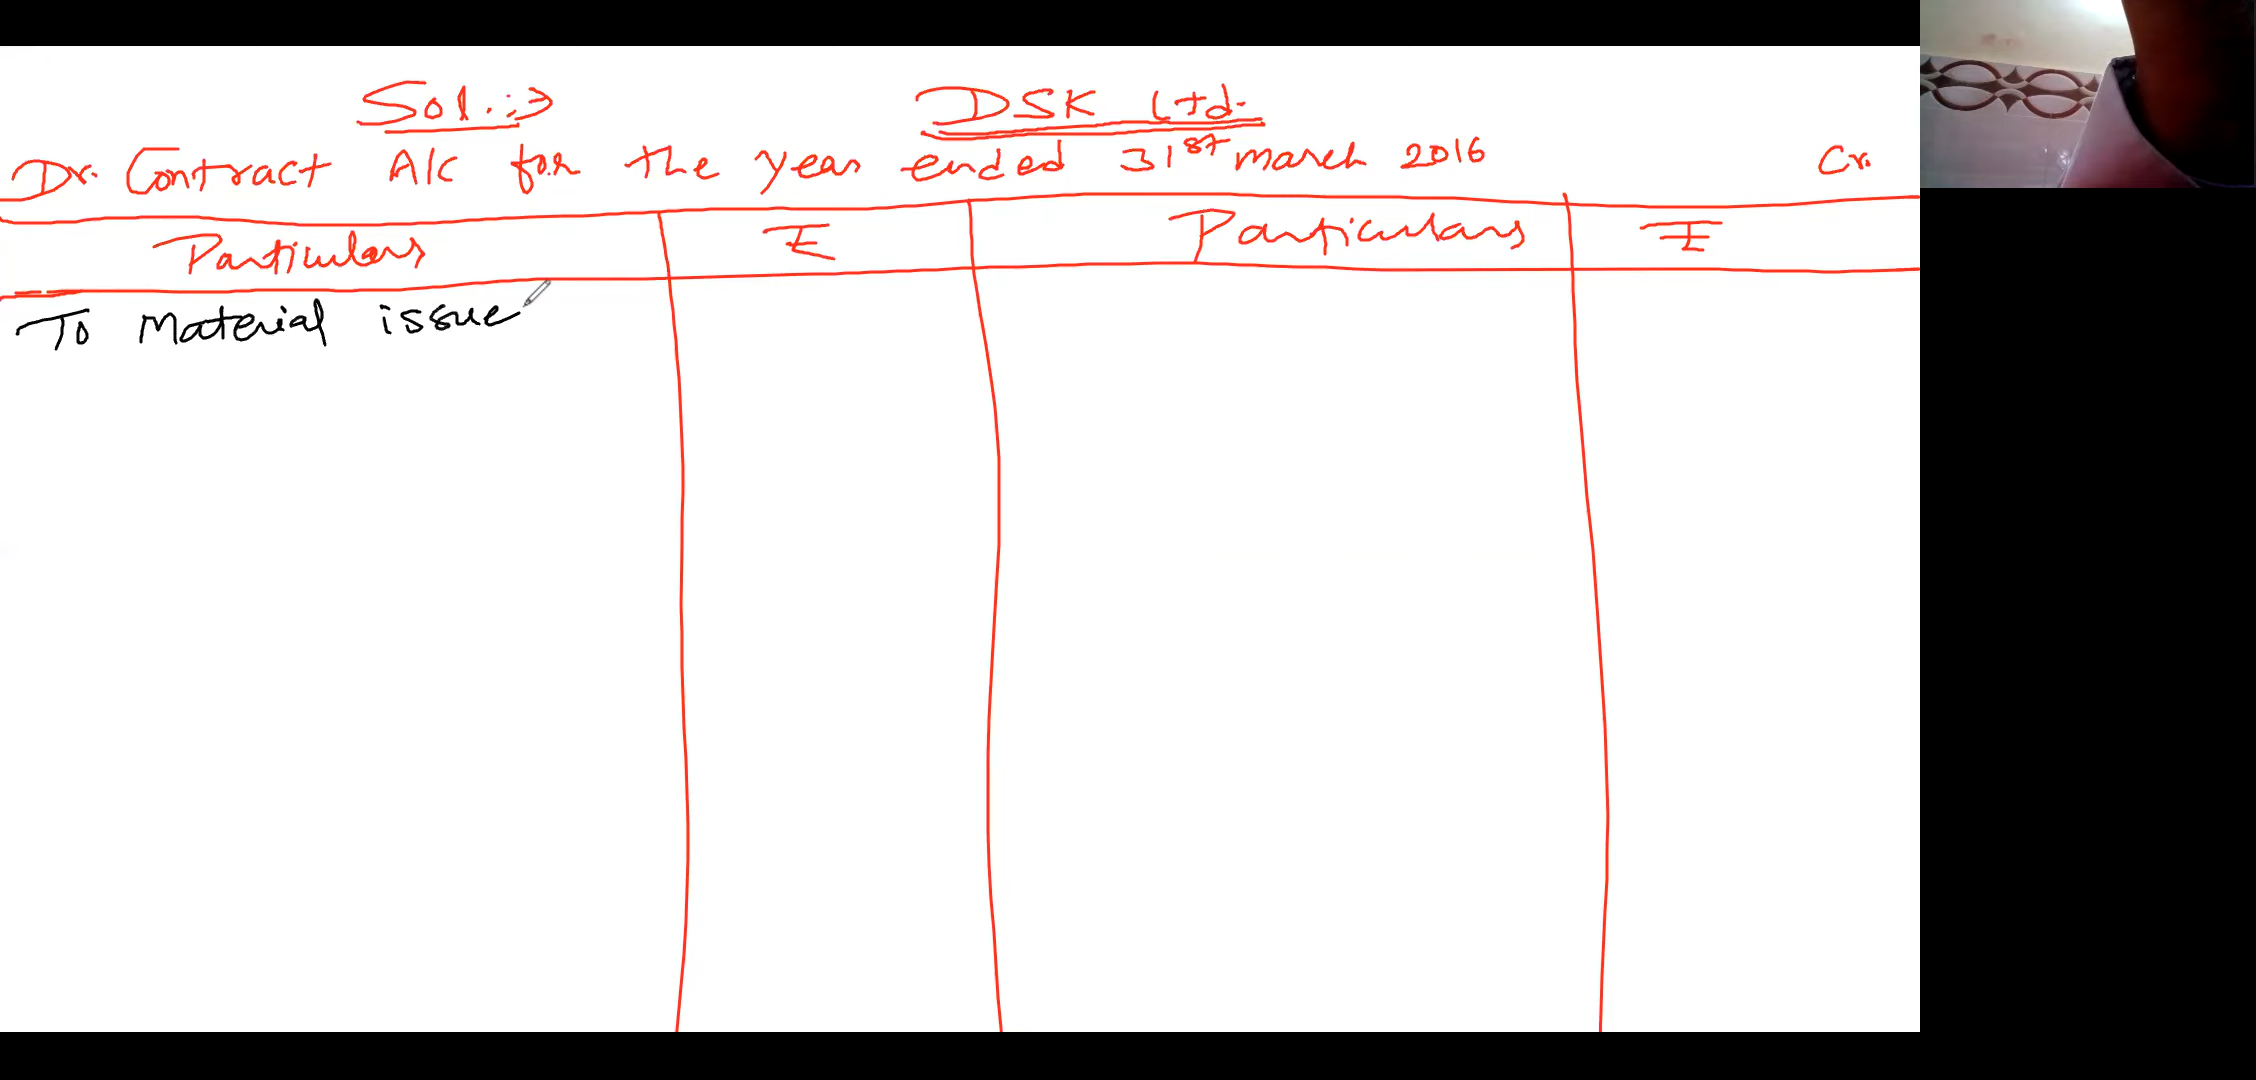 Sol. :⇒ DSK Ltd.
Dr. Contract A/C for the year ended 31st march 2016 Cr.
Particulars ₹ Particulars ₹
To Material issue